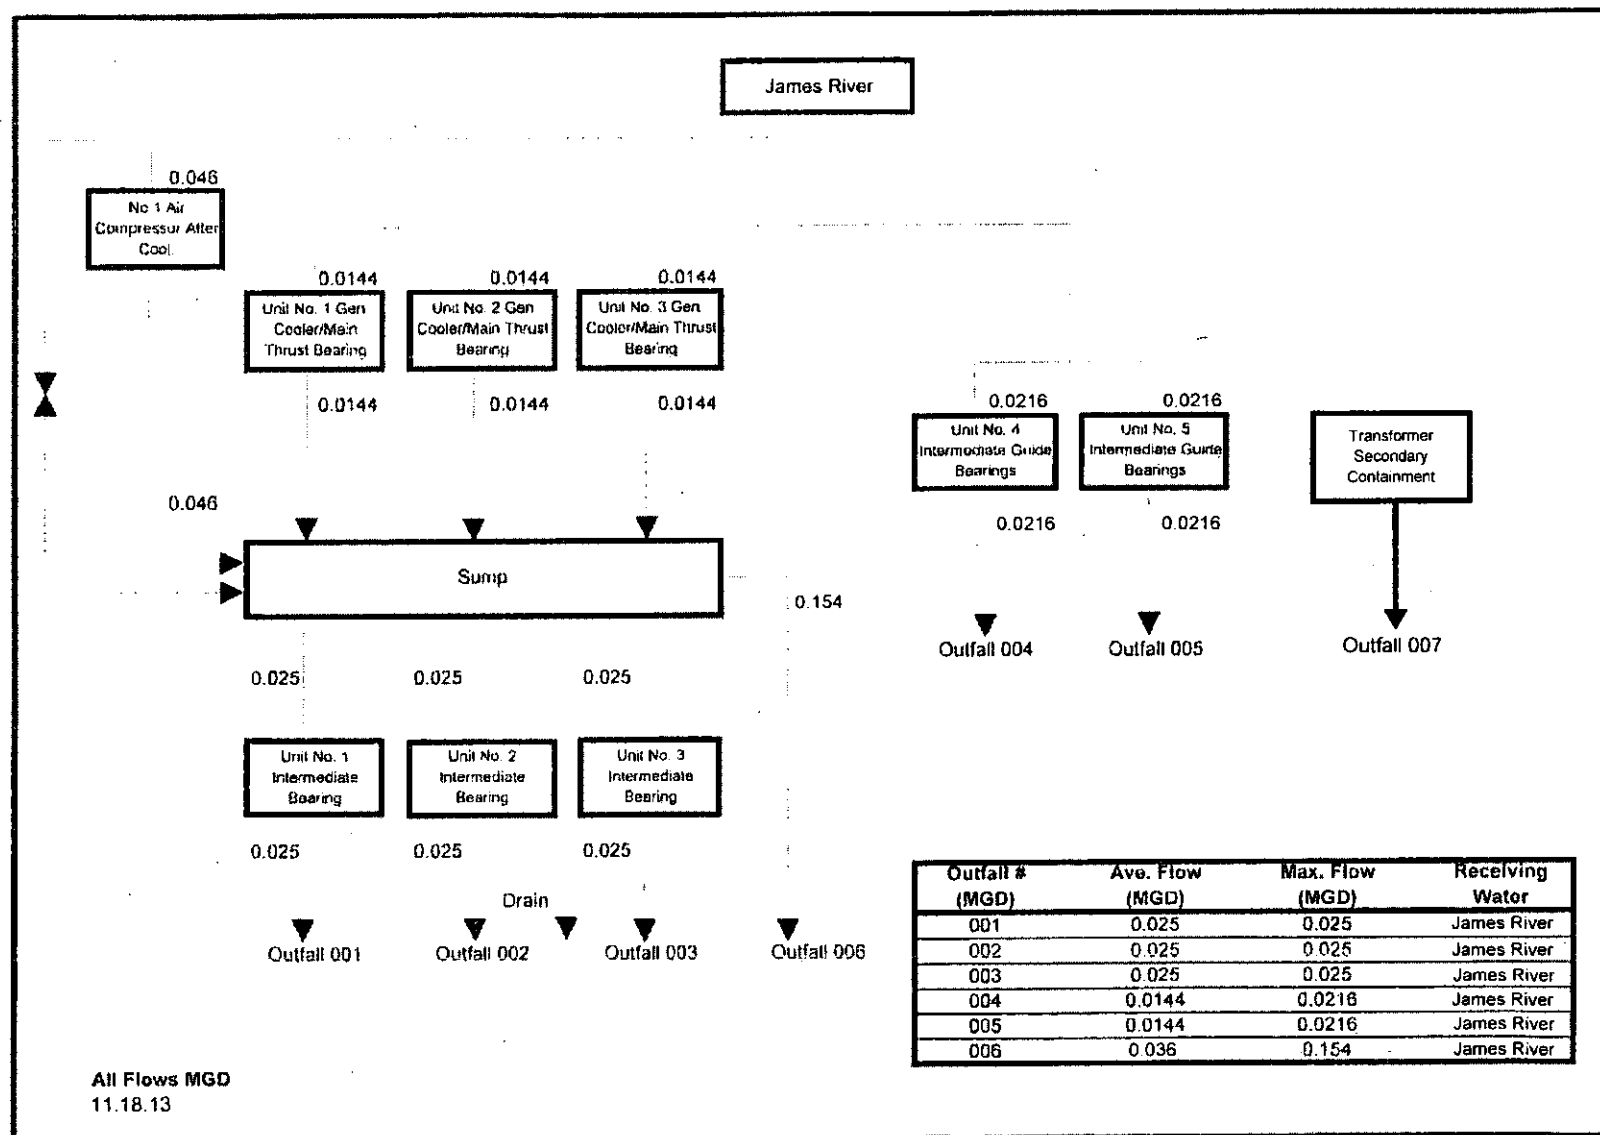 James River
0.046
No 1 Air
Compressor After
Cool.
0.0144
0.0144
0.0144
Unit No. 1 Gen
Cooler/Main
Thrust Bearing
Unit No. 2 Gen
Cooler/Main Thrust
Bearing
Unit No. 3 Gen
Cooler/Main Thrust
Bearing
0.0144
0.0144
0.0144
0.0216
0.0216
Unit No. 4
Intermediate Guide
Bearings
Unit No. 5
Intermediate Guide
Bearings
Transformer
Secondary
Containment
0.046
0.0216
0.0216
Sump
0.154
Outfall 004
Outfall 005
Outfall 007
0.025
0.025
0.025
Unit No. 1
Intermediate
Bearing
Unit No. 2
Intermediate
Bearing
Unit No. 3
Intermediate
Bearing
0.025
0.025
0.025
Drain
Outfall 001
Outfall 002
Outfall 003
Outfall 006
Outfall # Ave. Flow Max. Flow Receiving
(MGD) (MGD) (MGD) Water
001 0.025 0.025 James River
002 0.025 0.025 James River
003 0.025 0.025 James River
004 0.0144 0.0216 James River
005 0.0144 0.0216 James River
006 0.036 0.154 James River
All Flows MGD
11.18.13